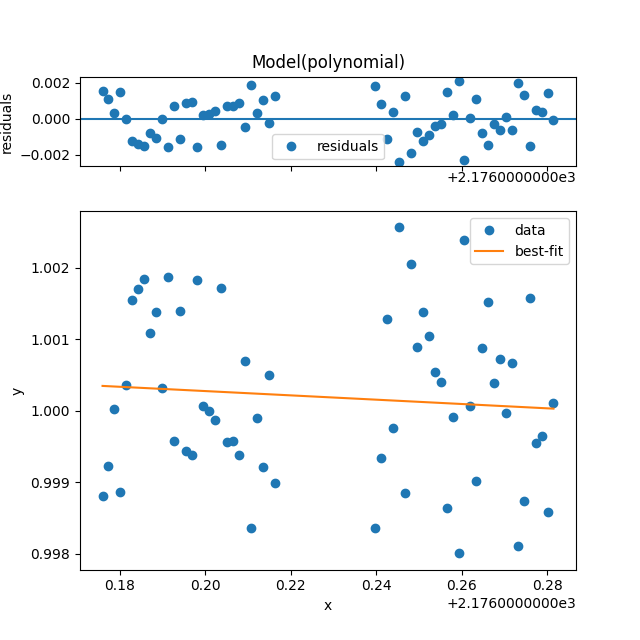 Model(polynomial)
residuals
0.002
0.000
−0.002
residuals
+2.1760000000e3
y
1.002
1.001
1.000
0.999
0.998
data
best-fit
0.18 0.20 0.22 0.24 0.26 0.28
x
+2.1760000000e3